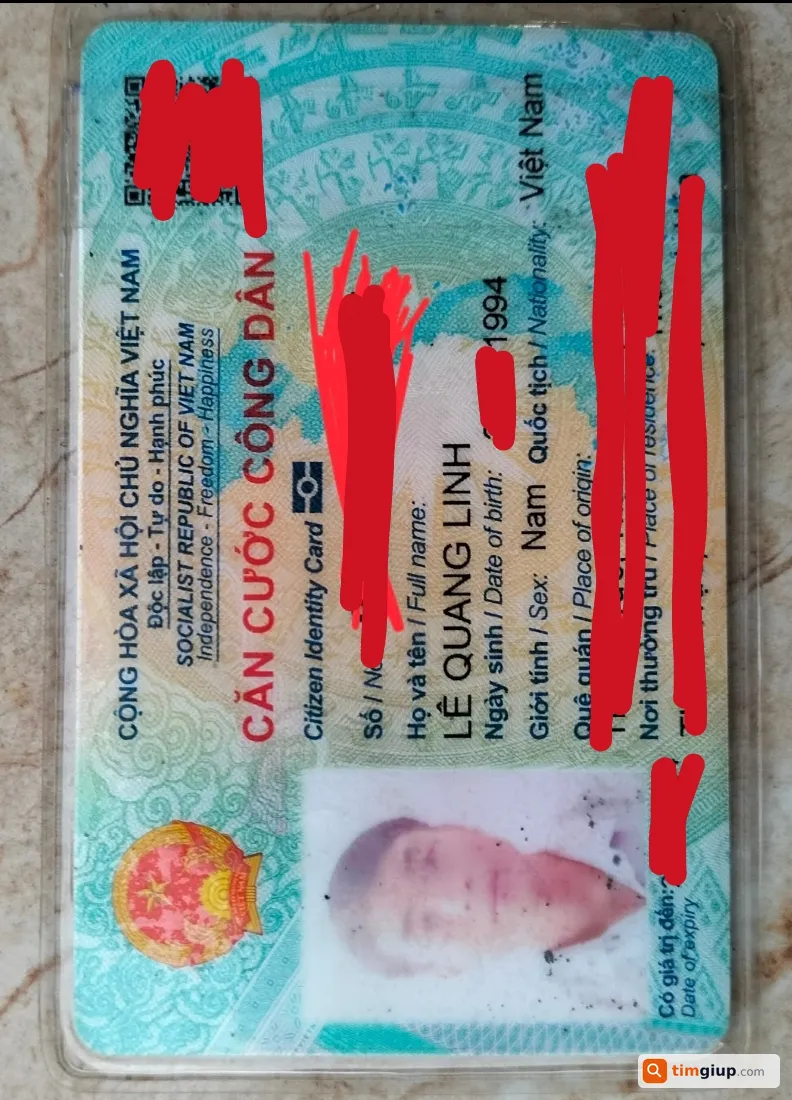 CỘNG HÒA XÃ HỘI CHỦ NGHĨA VIỆT NAM
Độc lập - Tự do - Hạnh phúc
SOCIALIST REPUBLIC OF VIET NAM
Independence - Freedom - Happiness
CĂN CƯỚC CÔNG DÂN
Citizen Identity Card
Số /
Họ và tên / Full name:
LÊ QUANG LINH
Ngày sinh / Date of birth: 1994
Giới tính / Sex: Nam Quốc tịch / Nationality: Việt Nam
Quê quán / Place of origin:
Nơi thường trú / Place of residence:
Có giá trị đến:
Date of expiry
timgiup.com